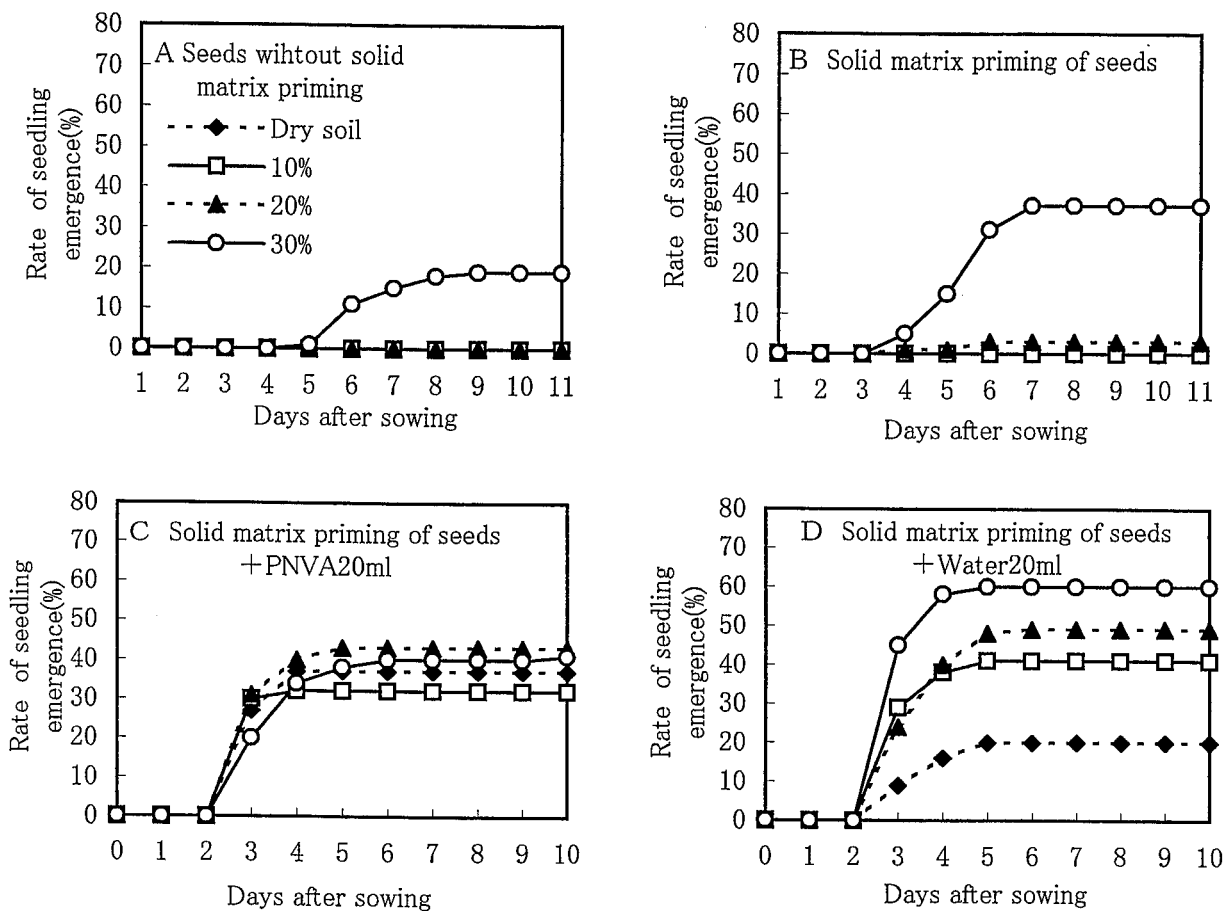 80
70
60
50
40
30
20
10
0
Rate of seedling
emergence(%)
A Seeds wihtout solid
matrix priming
Dry soil
10%
20%
30%
1 2 3 4 5 6 7 8 9 10 11
Days after sowing
80
70
60
50
40
30
20
10
0
Rate of seedling
emergence(%)
B Solid matrix priming of seeds
1 2 3 4 5 6 7 8 9 10 11
Days after sowing
80
70
60
50
40
30
20
10
0
Rate of seedling
emergence(%)
C Solid matrix priming of seeds
+PNVA20ml
0 1 2 3 4 5 6 7 8 9 10
Days after sowing
80
70
60
50
40
30
20
10
0
Rate of seedling
emergence(%)
D Solid matrix priming of seeds
+Water20ml
0 1 2 3 4 5 6 7 8 9 10
Days after sowing